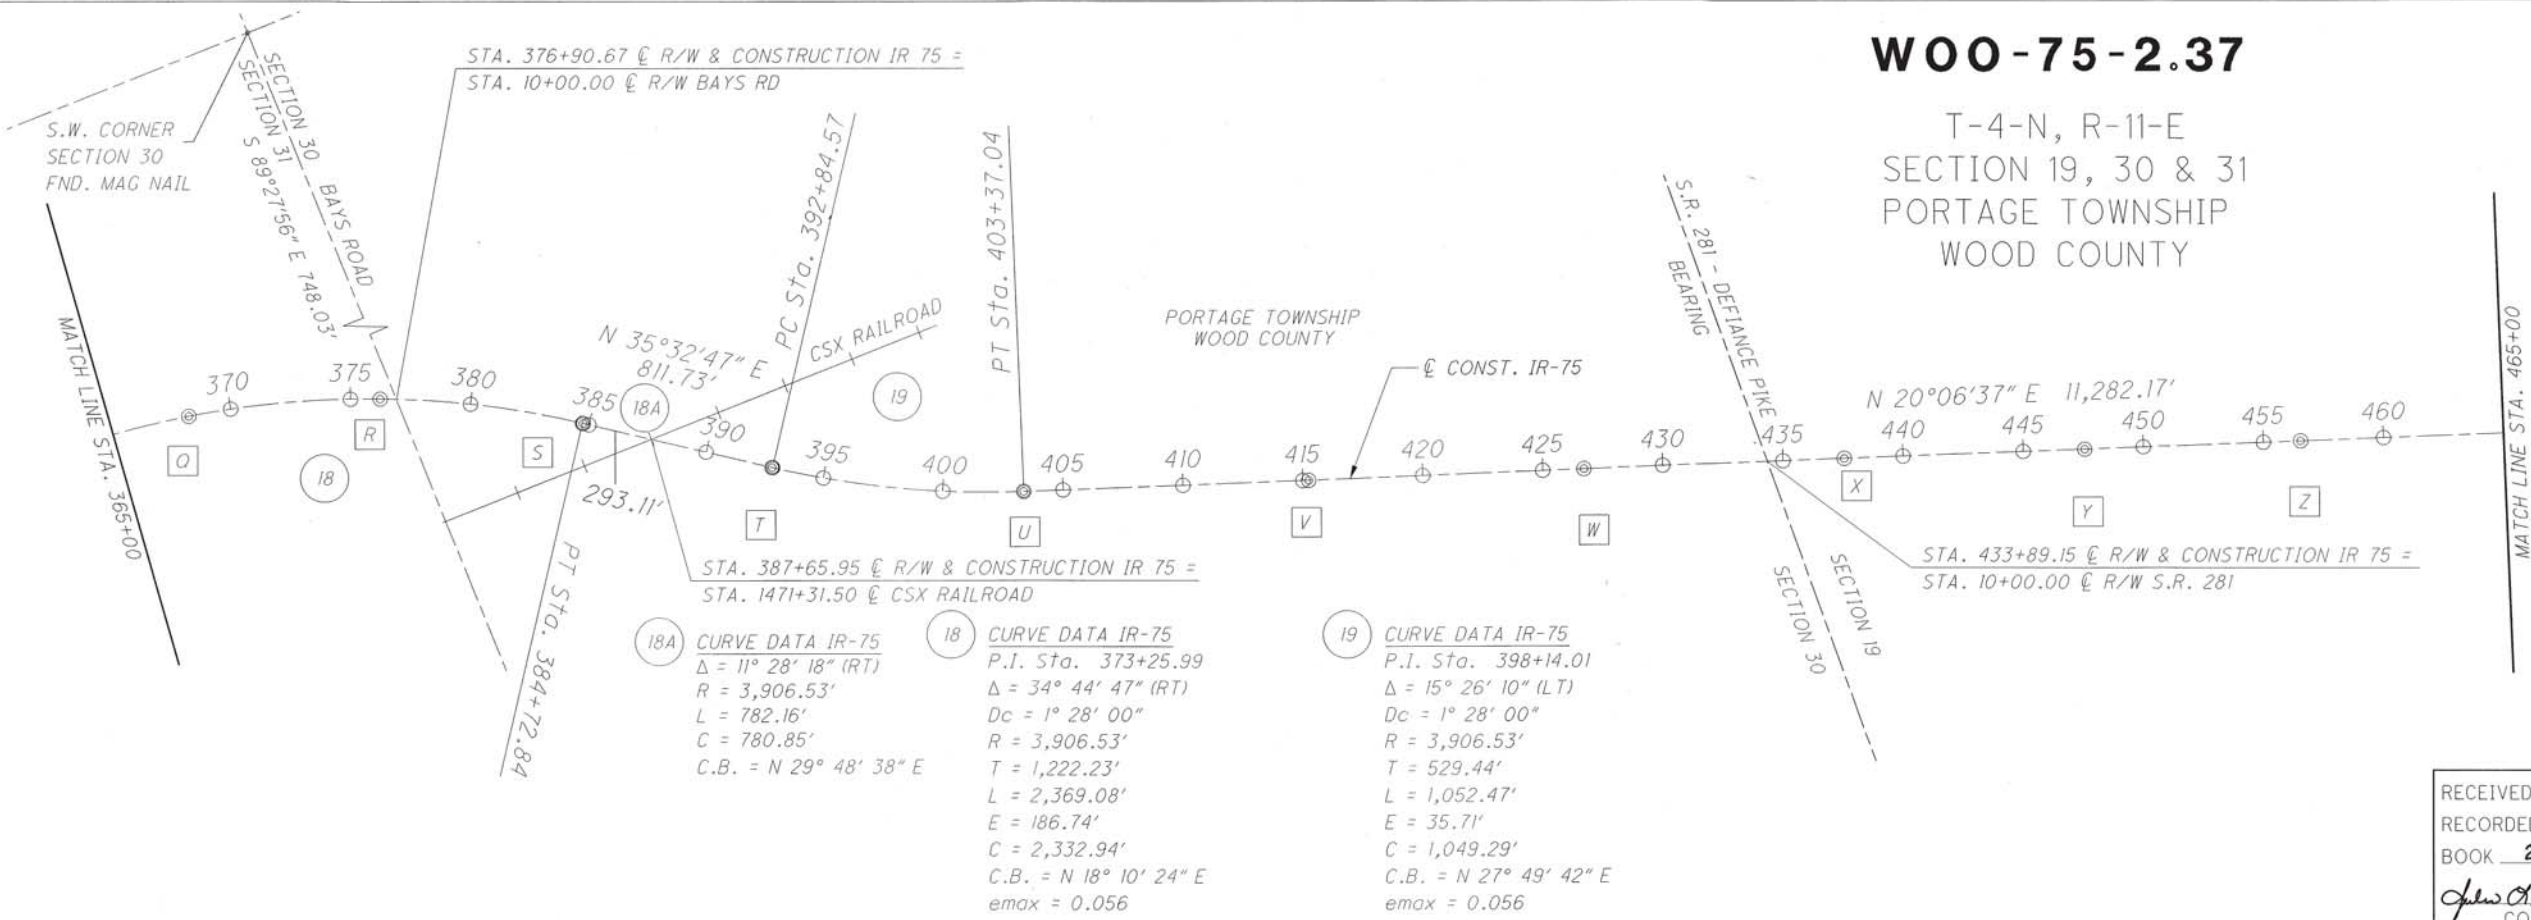 WOO-75-2.37
T-4-N, R-11-E
SECTION 19, 30 & 31
PORTAGE TOWNSHIP
WOOD COUNTY
STA. 376+90.67 ℄ R/W & CONSTRUCTION IR 75 =
STA. 10+00.00 ℄ R/W BAYS RD
S.W. CORNER
SECTION 30
FND. MAG NAIL
SECTION 30
SECTION 31
BAYS ROAD
S 89°27'56" E 748.03'
MATCH LINE STA. 365+00
N 35°32'47" E
811.73'
PC Sta. 392+84.57
CSX RAILROAD
PT Sta. 403+37.04
PORTAGE TOWNSHIP
WOOD COUNTY
℄ CONST. IR-75
S.R. 281 - DEFIANCE PIKE
BEARING
N 20°06'37" E 11,282.17'
MATCH LINE STA. 465+00
370
375
380
385
390
395
400
405
410
415
420
425
430
435
440
445
450
455
460
18
18A
19
Q
R
S
T
U
V
W
X
Y
Z
293.11'
PT Sta. 384+72.84
STA. 387+65.95 ℄ R/W & CONSTRUCTION IR 75 =
STA. 1471+31.50 ℄ CSX RAILROAD
STA. 433+89.15 ℄ R/W & CONSTRUCTION IR 75 =
STA. 10+00.00 ℄ R/W S.R. 281
SECTION 19
SECTION 30
18A
CURVE DATA IR-75
Δ = 11° 28' 18" (RT)
R = 3,906.53'
L = 782.16'
C = 780.85'
C.B. = N 29° 48' 38" E
18
CURVE DATA IR-75
P.I. Sta. 373+25.99
Δ = 34° 44' 47" (RT)
Dc = 1° 28' 00"
R = 3,906.53'
T = 1,222.23'
L = 2,369.08'
E = 186.74'
C = 2,332.94'
C.B. = N 18° 10' 24" E
emax = 0.056
19
CURVE DATA IR-75
P.I. Sta. 398+14.01
Δ = 15° 26' 10" (LT)
Dc = 1° 28' 00"
R = 3,906.53'
T = 529.44'
L = 1,052.47'
E = 35.71'
C = 1,049.29'
C.B. = N 27° 49' 42" E
emax = 0.056
RECEIVED
RECORDE
BOOK 2